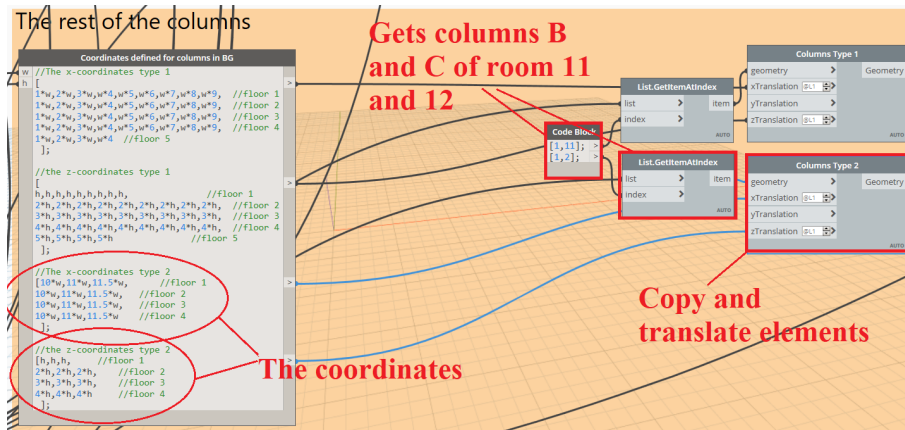 The rest of the columns
Gets columns B
and C of room 11
and 12
Coordinates defined for columns in BG
w
h
//The x-coordinates type 1
[
1*w,2*w,3*w,w*4,w*5,w*6,w*7,w*8,w*9,  //floor 1
1*w,2*w,3*w,w*4,w*5,w*6,w*7,w*8,w*9,  //floor 2
1*w,2*w,3*w,w*4,w*5,w*6,w*7,w*8,w*9,  //floor 3
1*w,2*w,3*w,w*4,w*5,w*6,w*7,w*8,w*9,  //floor 4
1*w,2*w,3*w,w*4  //floor 5
];
//the z-coordinates type 1
[
h,h,h,h,h,h,h,h,h,  //floor 1
2*h,2*h,2*h,2*h,2*h,2*h,2*h,2*h,2*h,  //floor 2
3*h,3*h,3*h,3*h,3*h,3*h,3*h,3*h,3*h,  //floor 3
4*h,4*h,4*h,4*h,4*h,4*h,4*h,4*h,4*h,  //floor 4
5*h,5*h,5*h,5*h  //floor 5
];
//The x-coordinates type 2
[10*w,11*w,11.5*w,  //floor 1
10*w,11*w,11.5*w,  //floor 2
10*w,11*w,11.5*w,  //floor 3
10*w,11*w,11.5*w  //floor 4
];
//the z-coordinates type 2
[h,h,h,  //floor 1
2*h,2*h,2*h,  //floor 2
3*h,3*h,3*h,  //floor 3
4*h,4*h,4*h  //floor 4
];
>
>
>
>
The coordinates
Code Block
[1,11]; >
[1,2]; >
List.GetItemAtIndex
list > item
index >
AUTO
List.GetItemAtIndex
list > item
index >
AUTO
Columns Type 1
geometry > Geometry
xTranslation @L1 >
yTranslation >
zTranslation @L1 >
AUTO
Columns Type 2
geometry > Geometry
xTranslation @L1 >
yTranslation >
zTranslation @L1 >
AUTO
Copy and
translate elements